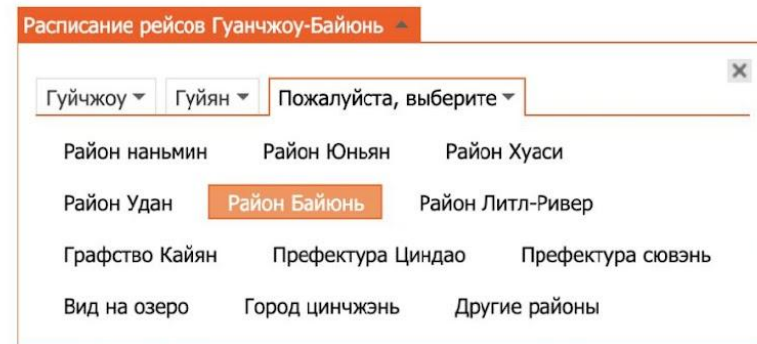 Расписание рейсов Гуанчжоу-Байюнь
Гуйчжоу Гуйян Пожалуйста, выберите
Район наньмин Район Юньян Район Хуаси
Район Удан Район Байюнь Район Литл-Ривер
Графство Кайян Префектура Циндао Префектура сювэнь
Вид на озеро Город цинчжэнь Другие районы